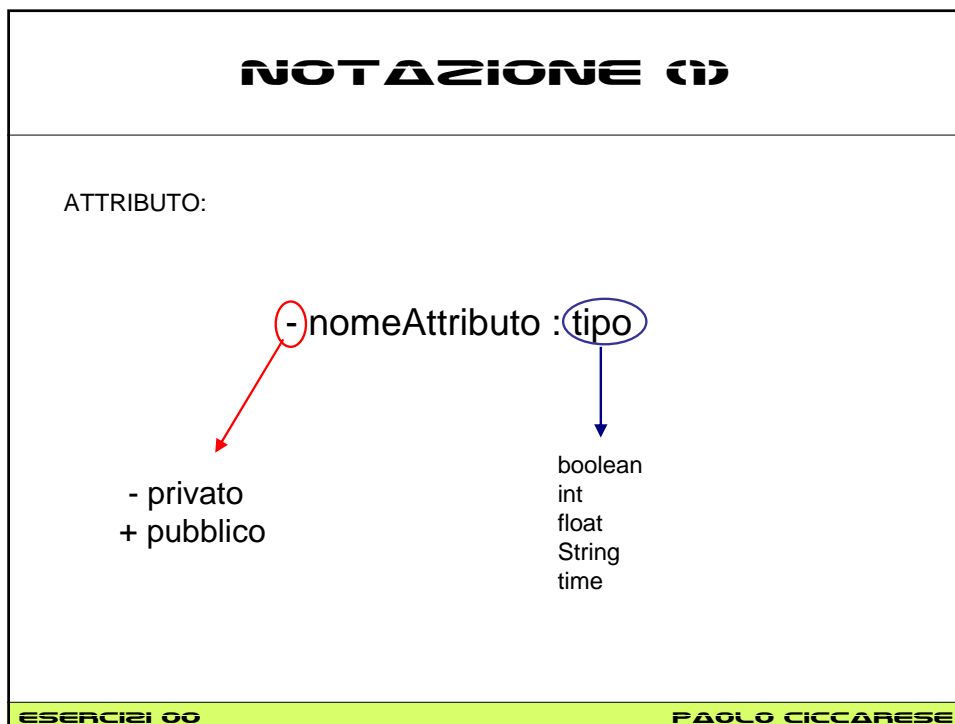 NOTAZIONE (1)
ATTRIBUTO:
- nomeAttributo : tipo
- privato
+ pubblico
boolean
int
float
String
time
ESERCIZI OO
PAOLO CICCARESE